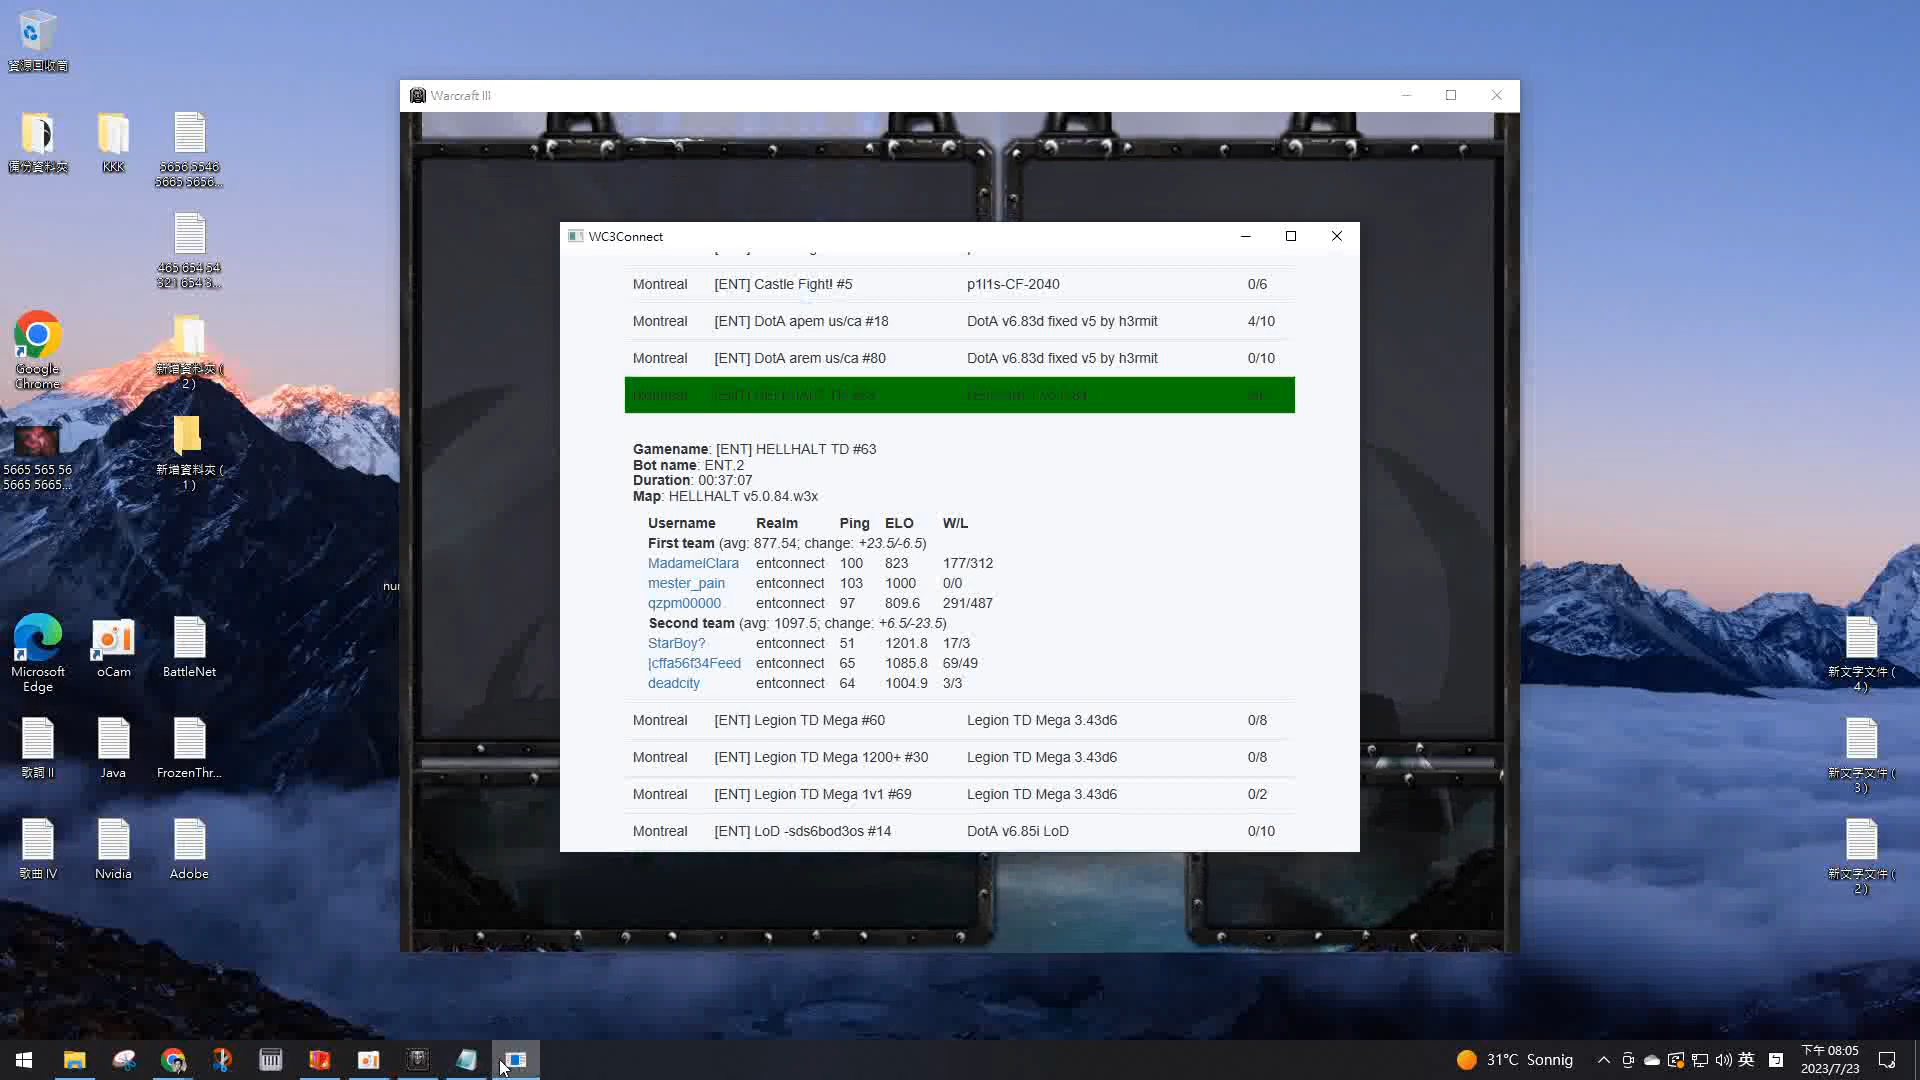 資源回收筒
備份資料夾
KKK
5656 5546
5665 5656...
465 654 54
321 654 3...
Google
Chrome
新增資料夾 (
2 )
5665 565 56
5665 5665...
新增資料夾 (
1 )
Microsoft
Edge
oCam
BattleNet
歌詞 II
Java
FrozenThr...
歌曲 IV
Nvidia
Adobe
Warcraft III
WC3Connect
Montreal [ENT] Castle Fight! #5 p1l1s-CF-2040 0/6
Montreal [ENT] DotA apem us/ca #18 DotA v6.83d fixed v5 by h3rmit 4/10
Montreal [ENT] DotA arem us/ca #80 DotA v6.83d fixed v5 by h3rmit 0/10
Gamename: [ENT] HELLHALT TD #63
Bot name: ENT.2
Duration: 00:37:07
Map: HELLHALT v5.0.84.w3x
Username Realm Ping ELO W/L
First team (avg: 877.54; change: +23.5/-6.5)
MadamelClara entconnect 100 823 177/312
mester_pain entconnect 103 1000 0/0
qzpm00000 entconnect 97 809.6 291/487
Second team (avg: 1097.5; change: +6.5/-23.5)
StarBoy? entconnect 51 1201.8 17/3
|cffa56f34Feed entconnect 65 1085.8 69/49
deadcity entconnect 64 1004.9 3/3
Montreal [ENT] Legion TD Mega #60 Legion TD Mega 3.43d6 0/8
Montreal [ENT] Legion TD Mega 1200+ #30 Legion TD Mega 3.43d6 0/8
Montreal [ENT] Legion TD Mega 1v1 #69 Legion TD Mega 3.43d6 0/2
Montreal [ENT] LoD -sds6bod3os #14 DotA v6.85i LoD 0/10
新文字文件 (
4 )
新文字文件 (
3 )
新文字文件 (
2 )
31°C Sonnig
英
下午 08:05
2023/7/23